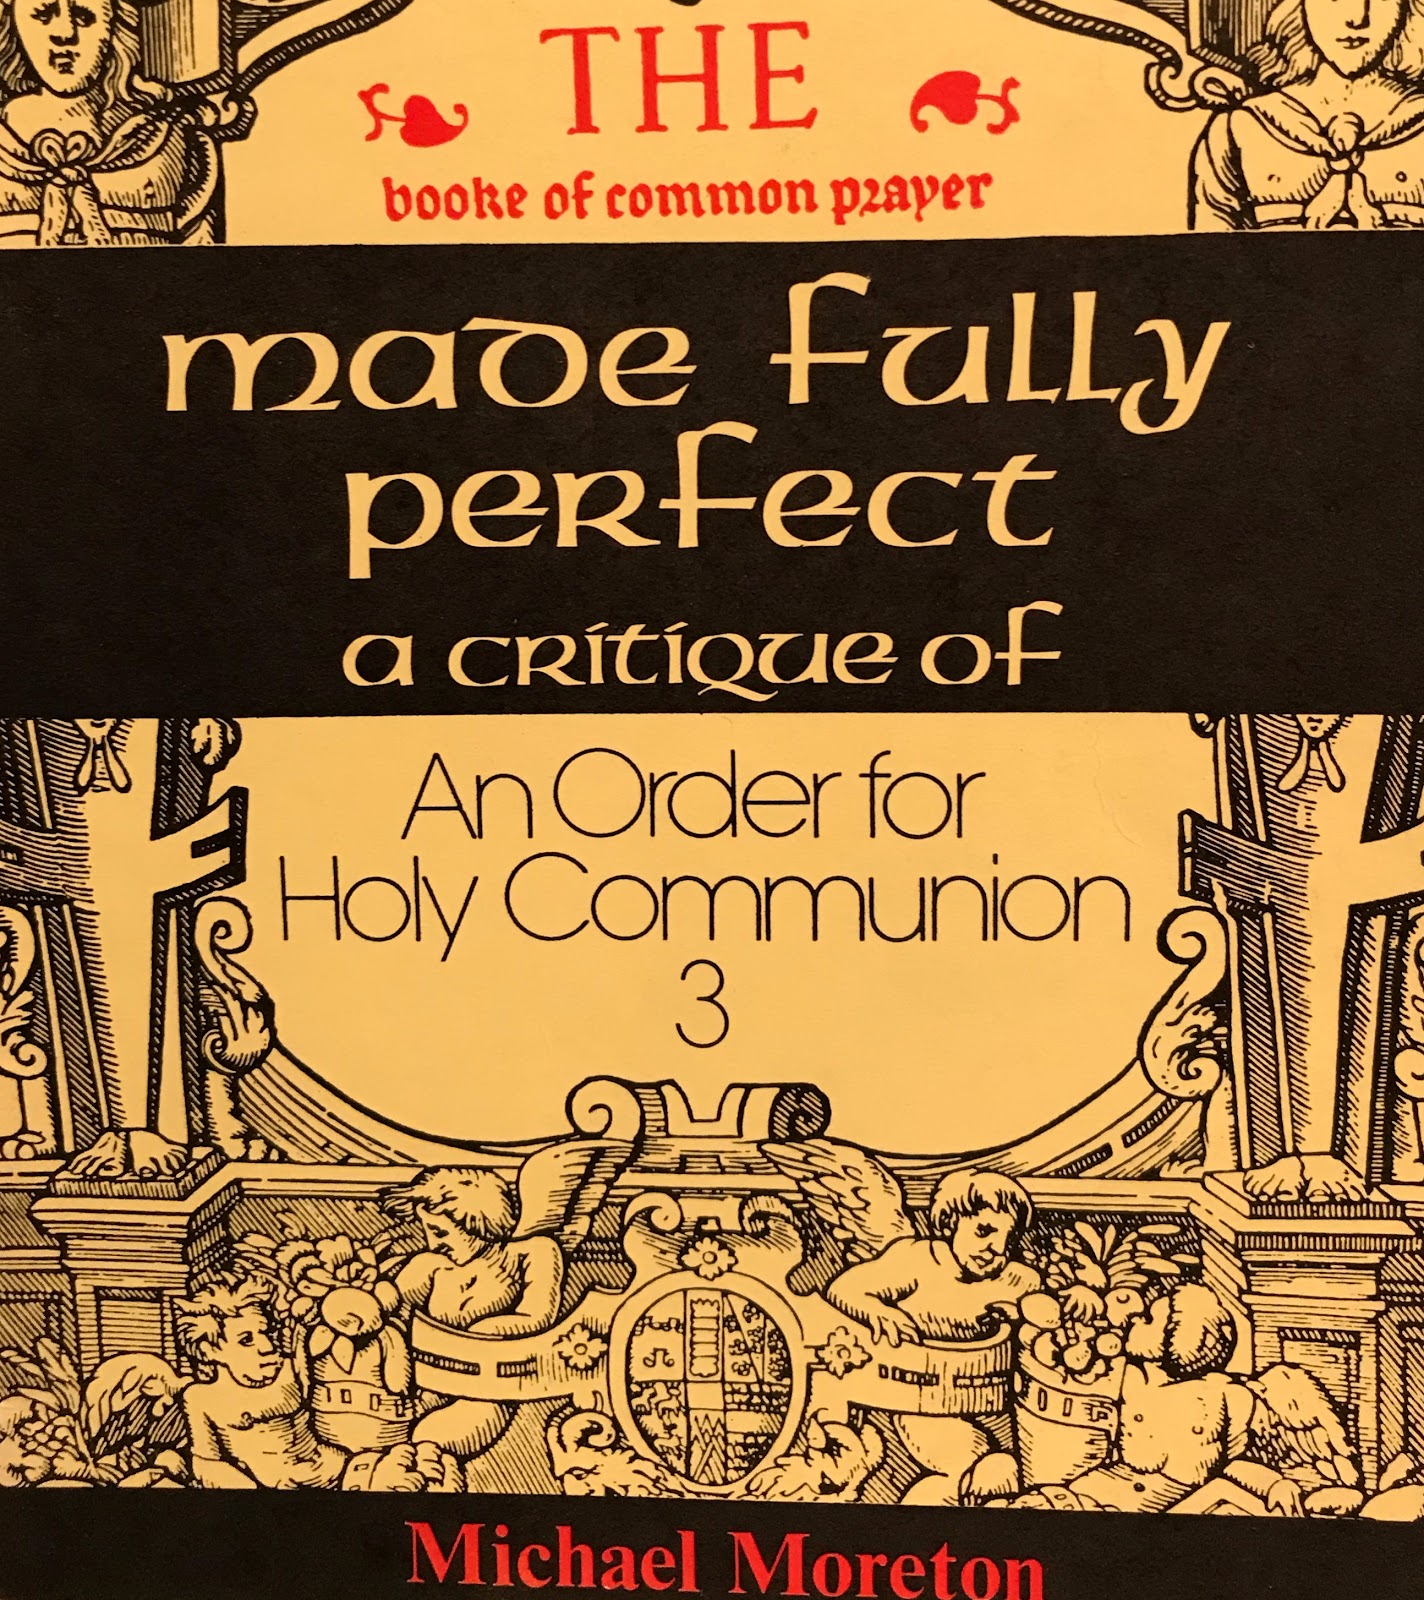 THE
booke of common prayer
made fully
perfect
a critique of
An Order for
Holy Communion
3
Michael Moreton